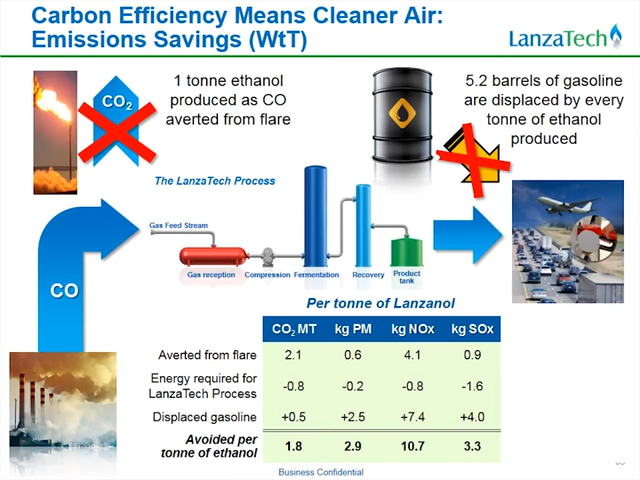 Carbon Efficiency Means Cleaner Air:
Emissions Savings (WtT)
LanzaTech
CO2
1 tonne ethanol
produced as CO
averted from flare
5.2 barrels of gasoline
are displaced by every
tonne of ethanol
produced
The LanzaTech Process
Gas Feed Stream
Gas reception Compression Fermentation Recovery Product
tank
CO
Per tonne of Lanzanol
CO2 MT kg PM kg NOx kg SOx
Averted from flare 2.1 0.6 4.1 0.9
Energy required for
LanzaTech Process -0.8 -0.2 -0.8 -1.6
Displaced gasoline +0.5 +2.5 +7.4 +4.0
Avoided per
tonne of ethanol 1.8 2.9 10.7 3.3
Business Confidential